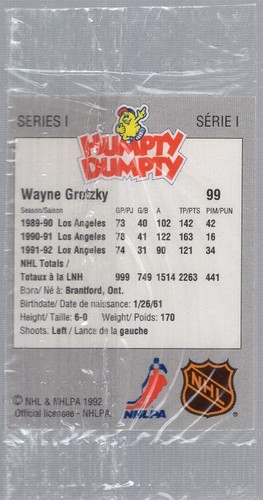 SERIES I
SÉRIE I
HUMPTY
DUMPTY
Wayne Gretzky 99
Season/Saison GP/PJ G/B A TP/PTS PIM/PUN
1989-90 Los Angeles 73 40 102 142 42
1990-91 Los Angeles 78 41 122 163 16
1991-92 Los Angeles 74 31 90 121 34
NHL Totals /
Totaux à la LNH 999 749 1514 2263 441
Born/ Né à: Brantford, Ont.
Birthdate/ Date de naissance: 1/26/61
Height/ Taille: 6-0 Weight/ Poids: 170
Shoots: Left / Lance de la gauche
© NHL & NHLPA 1992
Official licensee - NHLPA.
NHLPA
NHL